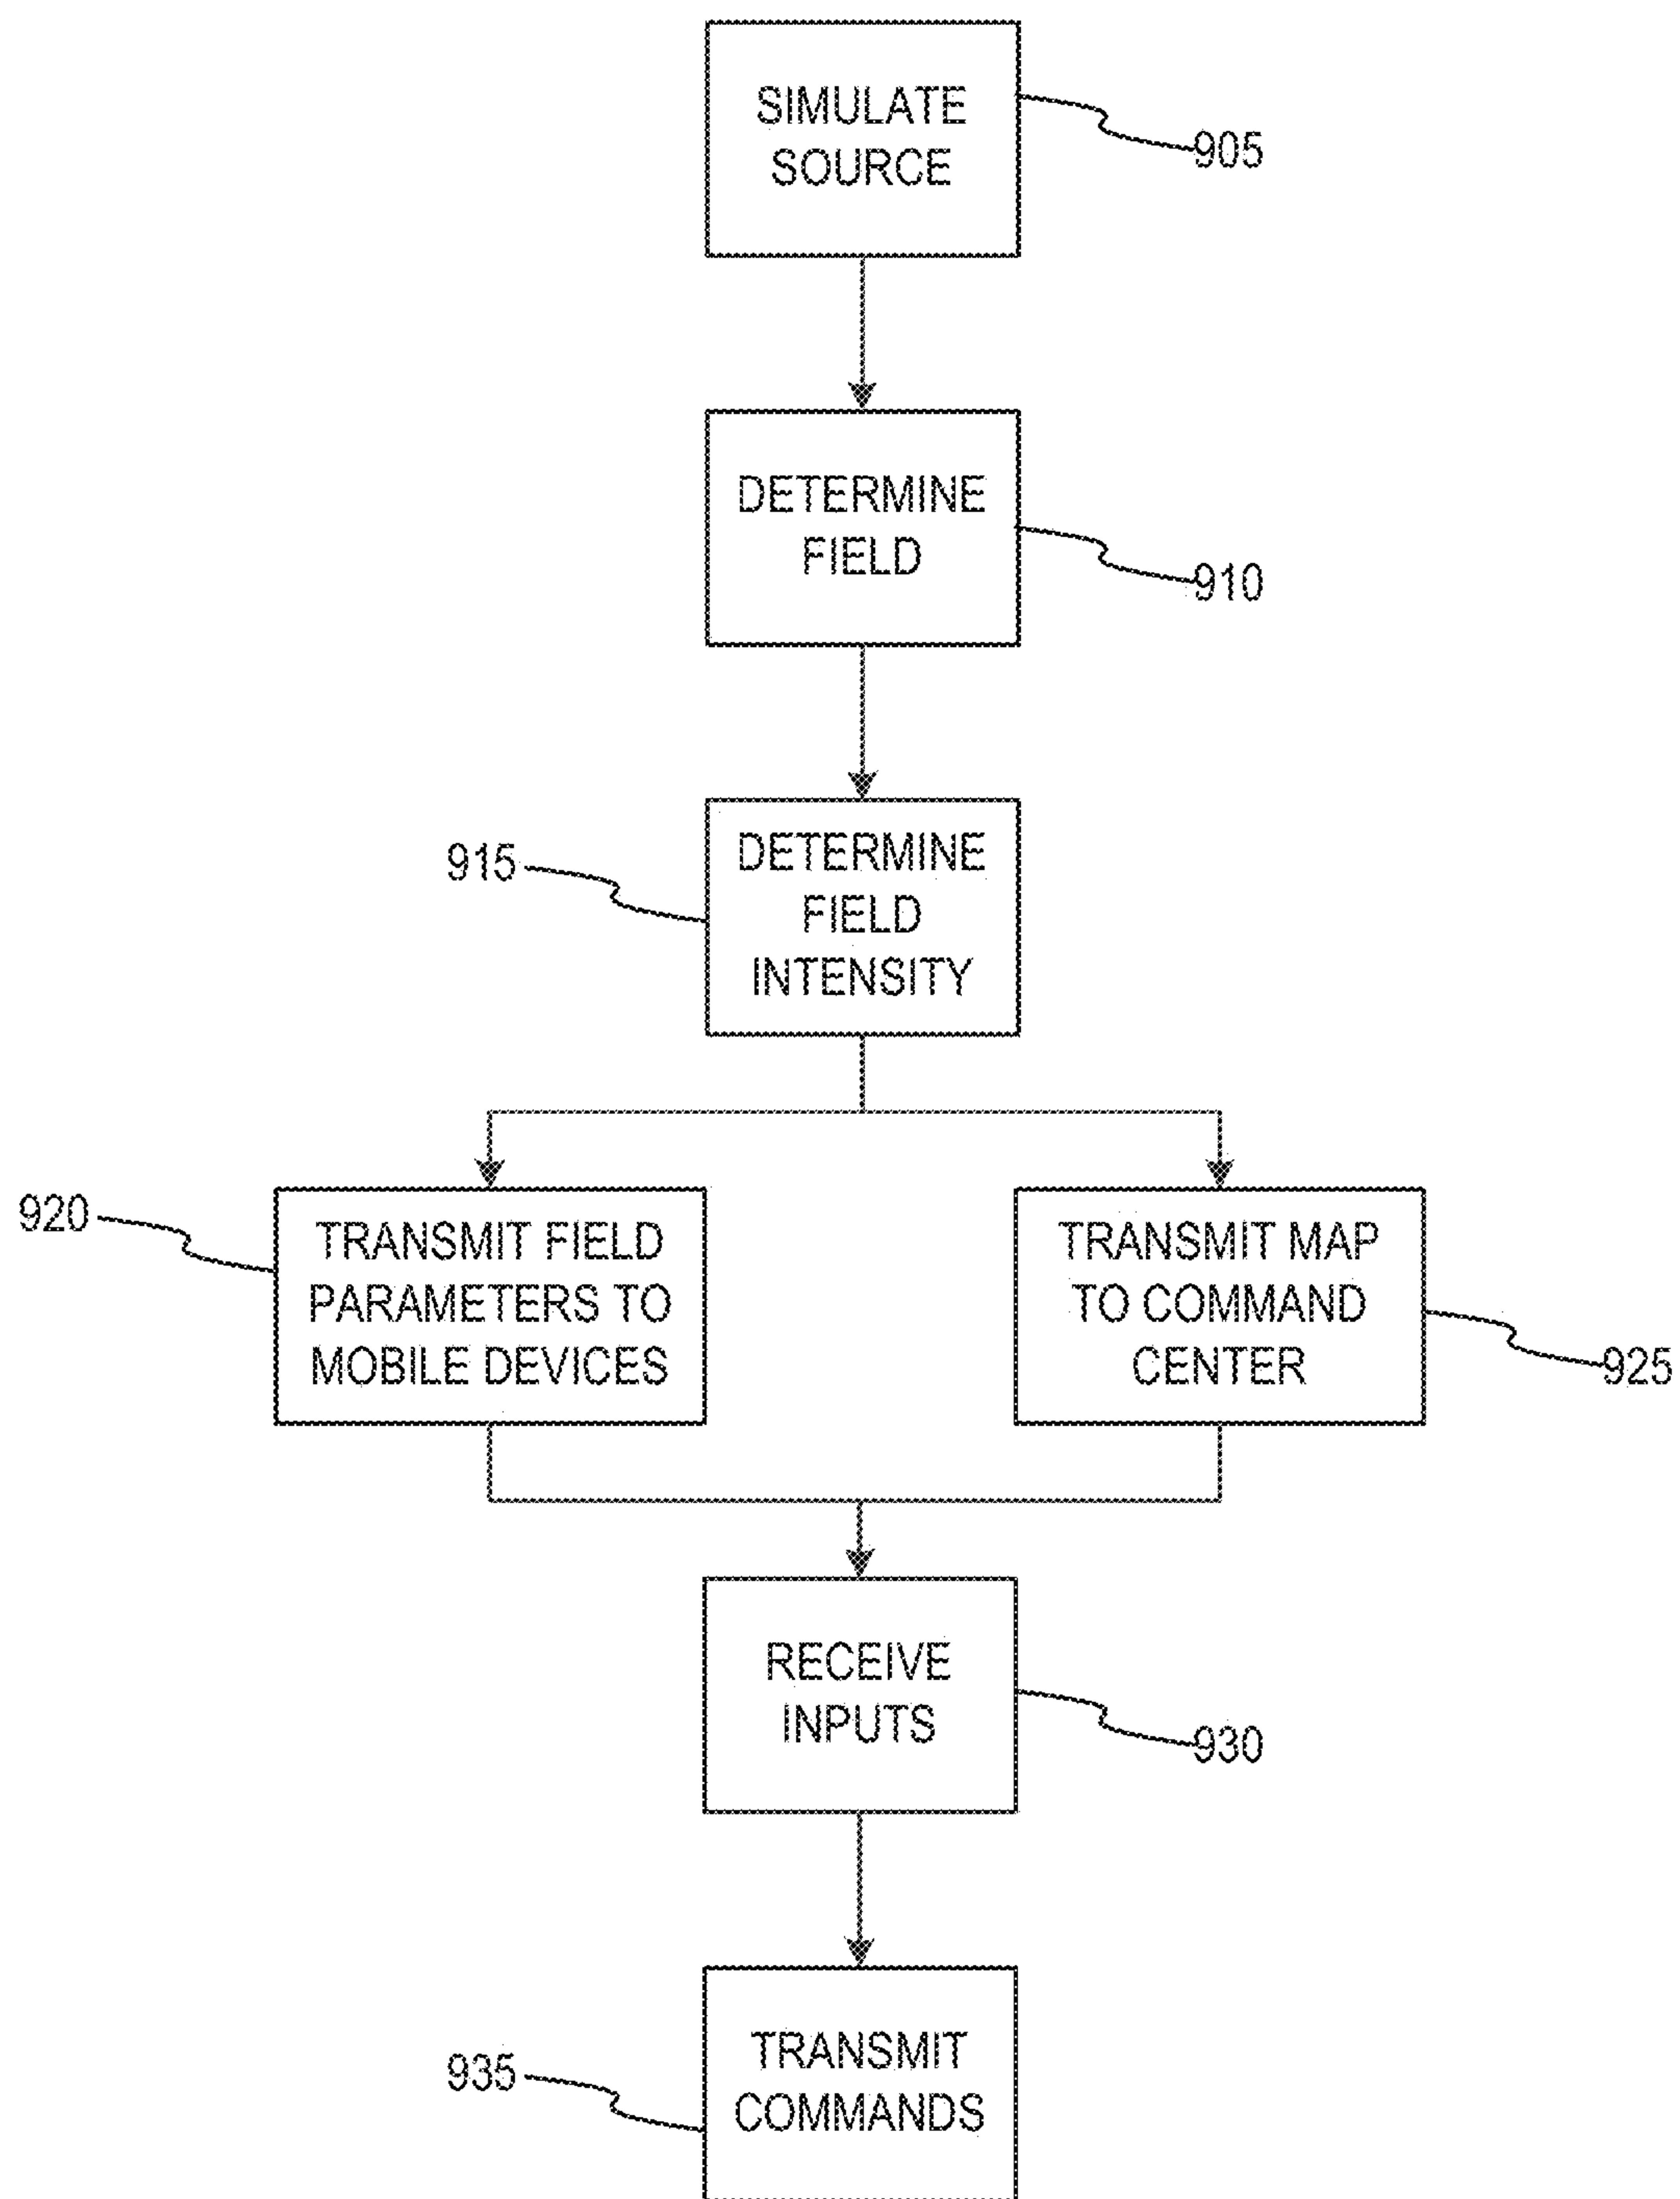 SIMULATE
SOURCE
905
DETERMINE
FIELD
910
915
DETERMINE
FIELD
INTENSITY
920
TRANSMIT FIELD
PARAMETERS TO
MOBILE DEVICES
TRANSMIT MAP
TO COMMAND
CENTER
925
RECEIVE
INPUTS
930
935
TRANSMIT
COMMANDS